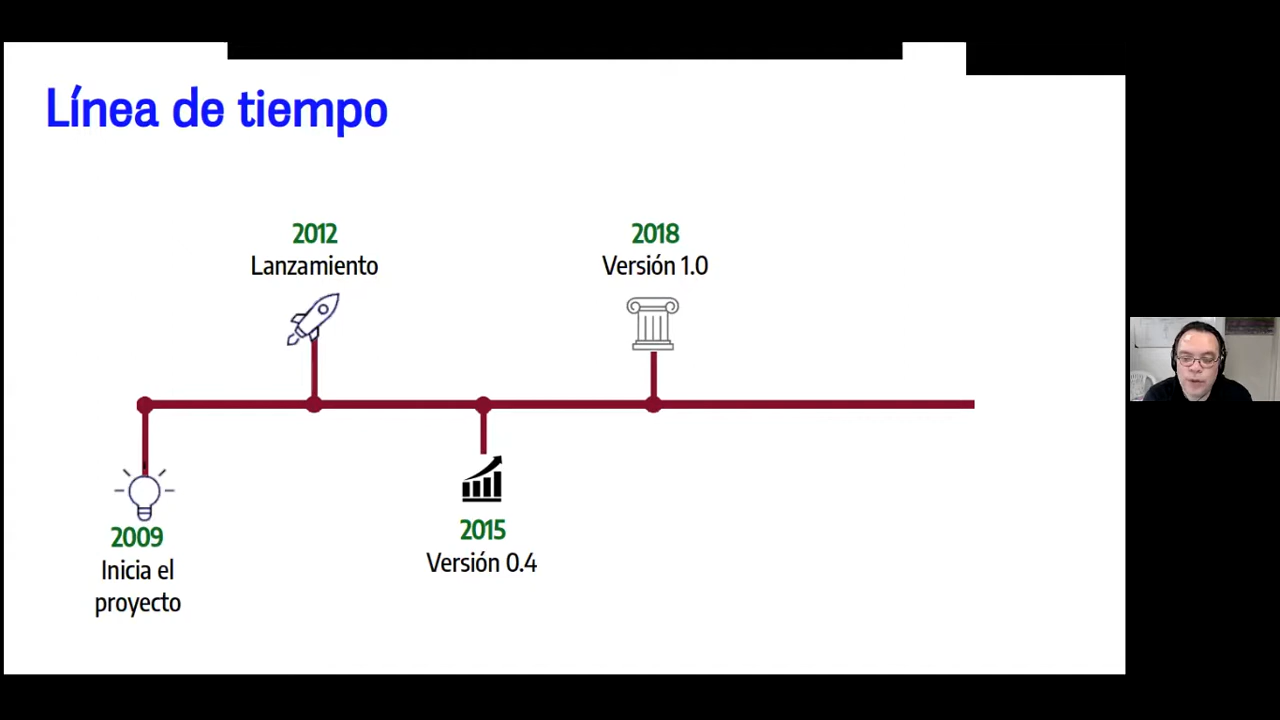 Línea de tiempo
2012
Lanzamiento
2018
Versión 1.0
2009
Inicia el
proyecto
2015
Versión 0.4